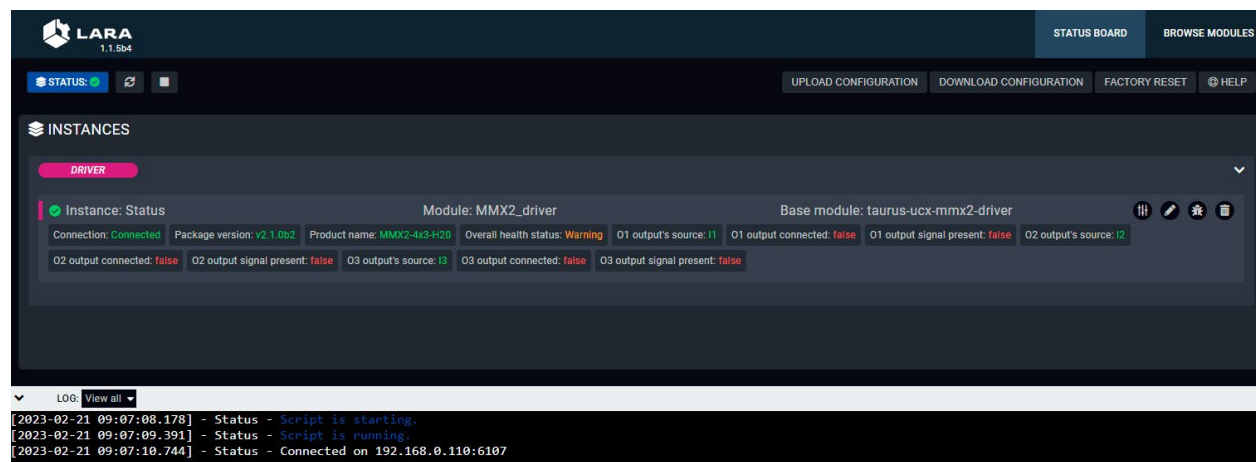 LARA
1.1.5b4
STATUS BOARD
BROWSE MODULES
STATUS:
UPLOAD CONFIGURATION
DOWNLOAD CONFIGURATION
FACTORY RESET
HELP
INSTANCES
DRIVER
Instance: Status
Module: MMX2_driver
Base module: taurus-ucx-mmx2-driver
Connection: Connected
Package version: v2.1.0b2
Product name: MMX2-4x3-H20
Overall health status: Warning
O1 output's source: I1
O1 output connected: false
O1 output signal present: false
O2 output's source: I2
O2 output connected: false
O2 output signal present: false
O3 output's source: I3
O3 output connected: false
O3 output signal present: false
LOG: View all
[2023-02-21 09:07:08.178] - Status - Script is starting.
[2023-02-21 09:07:09.391] - Status - Script is running.
[2023-02-21 09:07:10.744] - Status - Connected on 192.168.0.110:6107